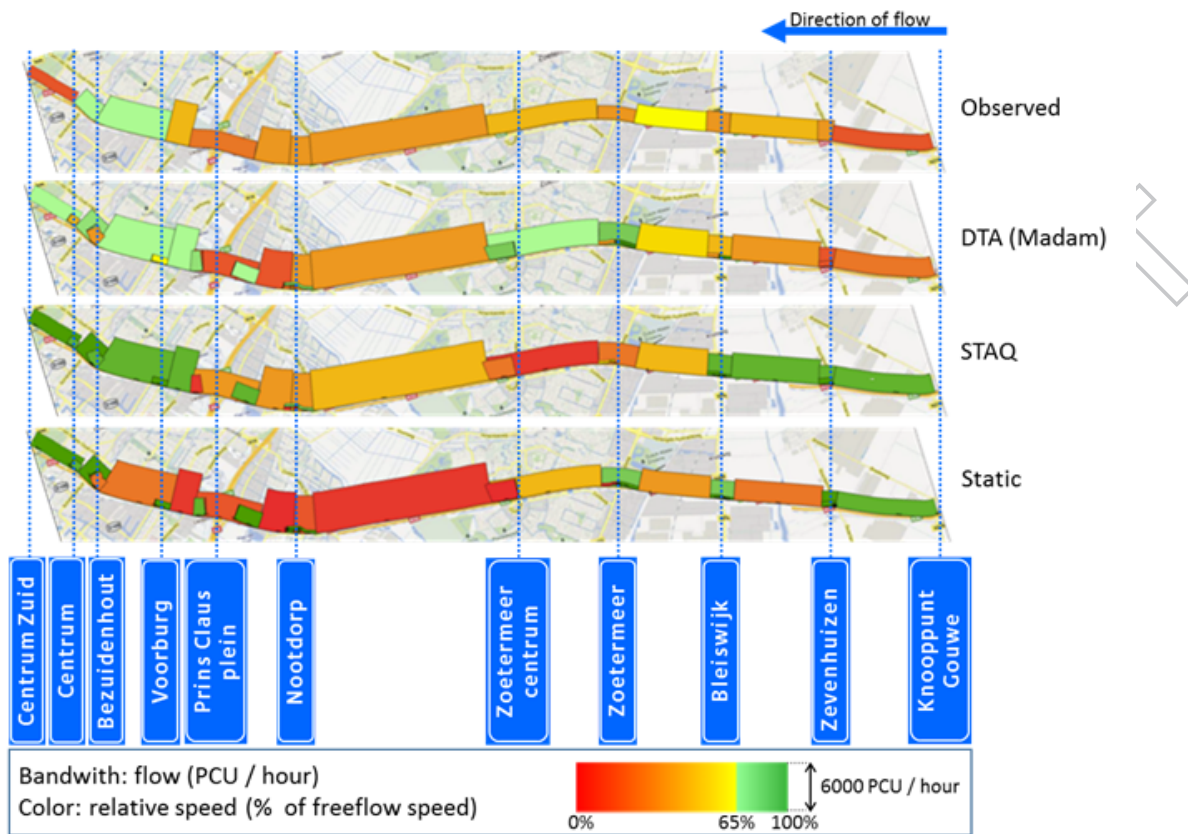 Direction of flow
Observed
DTA (Madam)
STAQ
Static
Centrum Zuid
Centrum
Bezuidenhout
Voorburg
Prins Claus
plein
Nootdorp
Zoetermeer
centrum
Zoetermeer
Bleiswijk
Zevenhuizen
Knooppunt
Gouwe
Bandwith: flow (PCU / hour)
Color: relative speed (% of freeflow speed)
6000 PCU / hour
0%
65%
100%